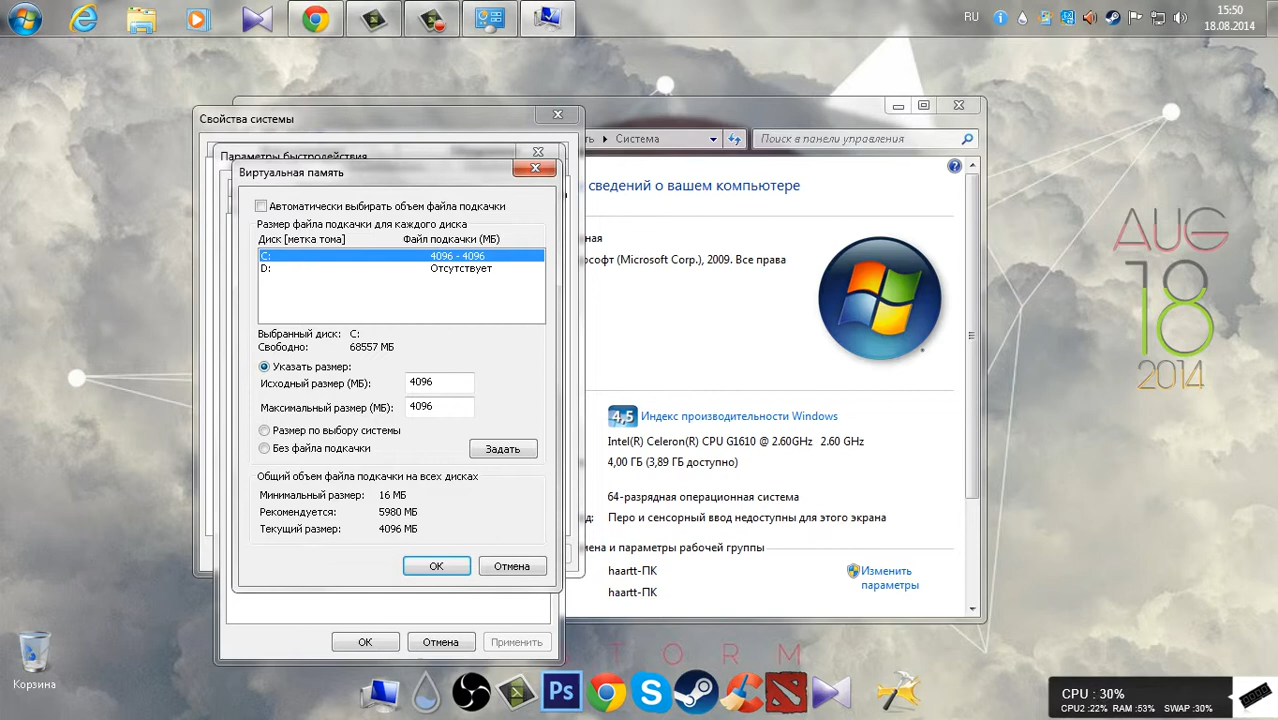 RU
15:50
18.08.2014
Свойства системы
Параметры быстродействия
Виртуальная память
Автоматически выбирать объем файла подкачки
Размер файла подкачки для каждого диска
Диск [метка тома] Файл подкачки (МБ)
C: 4096 - 4096
D: Отсутствует
Выбранный диск: C:
Свободно: 68557 МБ
Указать размер:
Исходный размер (МБ): 4096
Максимальный размер (МБ): 4096
Размер по выбору системы
Без файла подкачки
Задать
Общий объем файла подкачки на всех дисках
Минимальный размер: 16 МБ
Рекомендуется: 5980 МБ
Текущий размер: 4096 МБ
ОК Отмена
ОК Отмена Применить
ть Система
Поиск в панели управления
сведений о вашем компьютере
ная
ософт (Microsoft Corp.), 2009. Все права
4,5 Индекс производительности Windows
Intel(R) Celeron(R) CPU G1610 @ 2.60GHz 2.60 GHz
4,00 ГБ (3,89 ГБ доступно)
64-разрядная операционная система
д: Перо и сенсорный ввод недоступны для этого экрана
мена и параметры рабочей группы
haartt-ПК
haartt-ПК
Изменить
параметры
AUG
18
18
2014
T O R M
Корзина
Ps
CPU : 30%
CPU2 :22% RAM :53% SWAP :30%